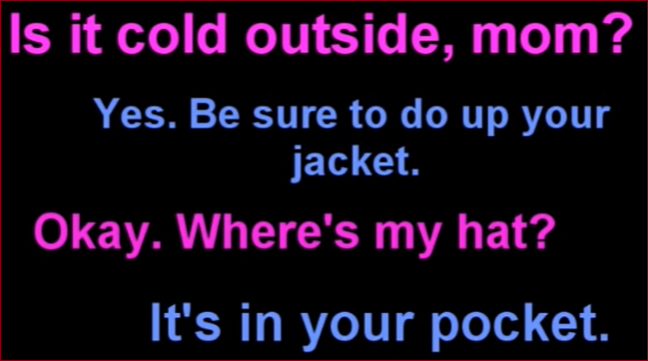 Is it cold outside, mom?
Yes. Be sure to do up your
jacket.
Okay. Where's my hat?
It's in your pocket.